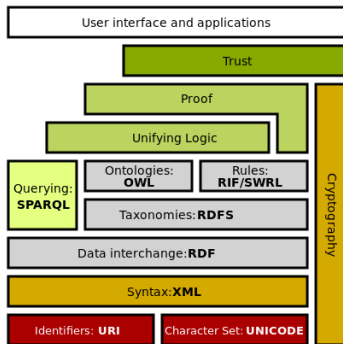 User interface and applications
Trust
Proof
Unifying Logic
Querying:
SPARQL
Ontologies:
OWL
Rules:
RIF/SWRL
Taxonomies:RDFS
Cryptography
Data interchange:RDF
Syntax:XML
Identifiers: URI
Character Set: UNICODE